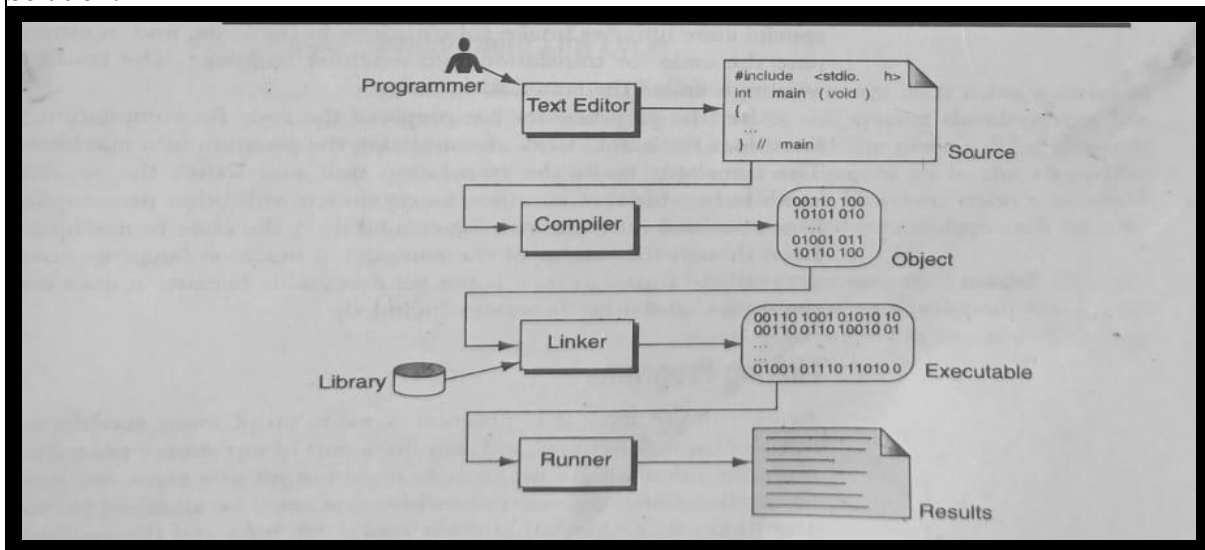 Programmer
Text Editor
#include <stdio. h>
int main (void)
{
...
} // main
Source
Compiler
00110 100
10101 010
...
01001 011
00110 100
Object
Linker
Library
00110 1001 01010 10
00110 0110 10010 01
...
...
01001 01110 11010 0
Executable
Runner
Results